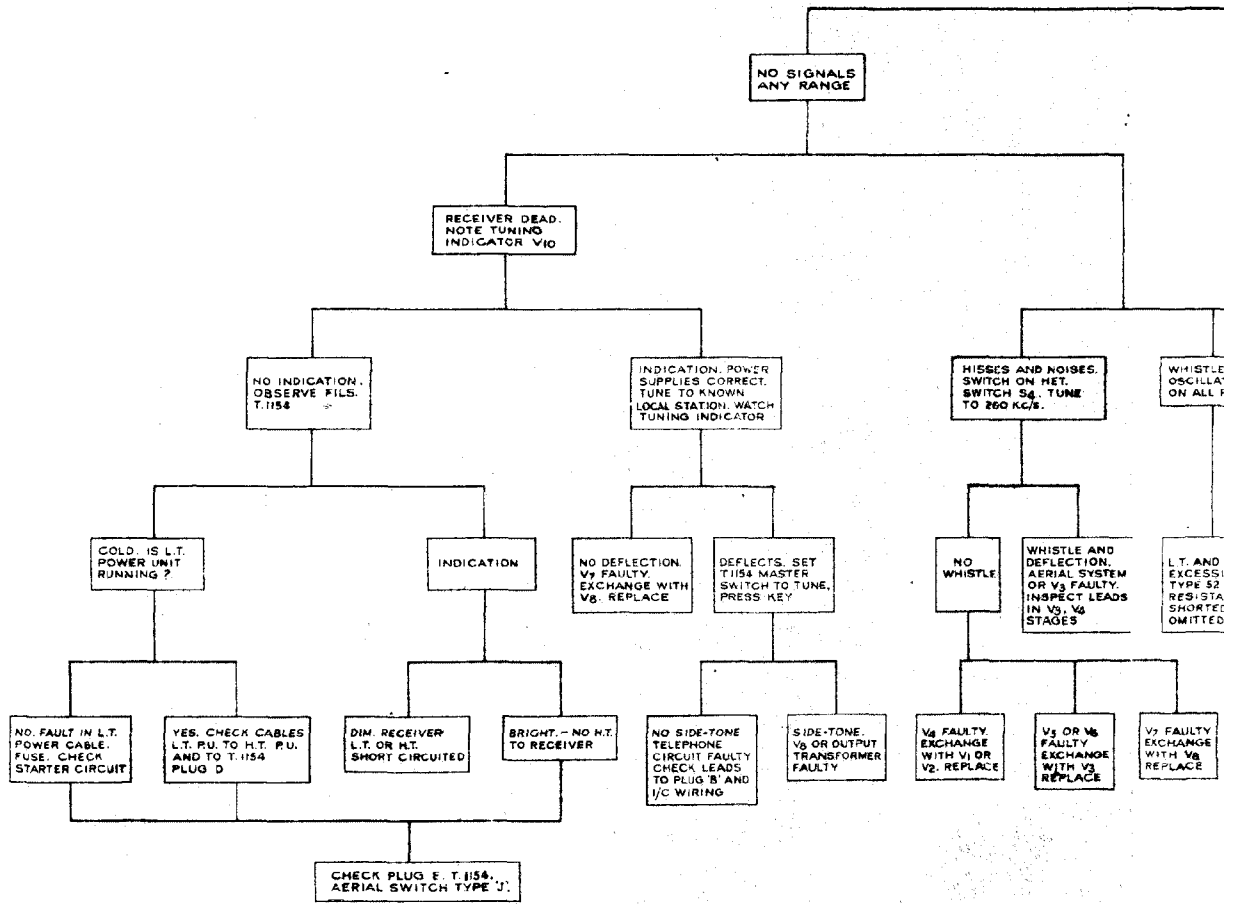 NO SIGNALS
ANY RANGE
RECEIVER DEAD.
NOTE TUNING
INDICATOR V10
NO INDICATION.
OBSERVE FILS.
T.1154
INDICATION. POWER
SUPPLIES CORRECT.
TUNE TO KNOWN
LOCAL STATION. WATCH
TUNING INDICATOR
HISSES AND NOISES.
SWITCH ON HET.
SWITCH S4. TUNE
TO 280 KC/S.
WHISTLE
ON ALL
COLD. IS L.T.
POWER UNIT
RUNNING ?
INDICATION
NO DEFLECTION.
V7 FAULTY.
EXCHANGE WITH
V8. REPLACE
DEFLECTS. SET
T1154 MASTER
SWITCH TO TUNE,
PRESS KEY
NO
WHISTLE
WHISTLE AND
DEFLECTION.
AERIAL SYSTEM
OR V3 FAULTY.
INSPECT LEADS
IN V3, V4
STAGES
L.T. AND
EXCESSI
TYPE 52
RESISTA
SHORTED
OMITTED
NO. FAULT IN L.T.
POWER CABLE.
FUSE. CHECK
STARTER CIRCUIT
YES. CHECK CABLES
L.T. P.U. TO H.T. P.U.
AND TO T.1154
PLUG D
DIM. RECEIVER
L.T. OR H.T.
SHORT CIRCUITED
BRIGHT. — NO H.T.
TO RECEIVER
NO SIDE-TONE
TELEPHONE
CIRCUIT FAULTY
CHECK LEADS
TO PLUG 'B' AND
I/C WIRING
SIDE-TONE.
V8 OR OUTPUT
TRANSFORMER
FAULTY
V4 FAULTY.
EXCHANGE
WITH V1 OR
V2. REPLACE
V5 OR V6
FAULTY
EXCHANGE
WITH V3
REPLACE
V7 FAULTY
EXCHANGE
WITH V8
REPLACE
CHECK PLUG E. T.1154.
AERIAL SWITCH TYPE 'J'.